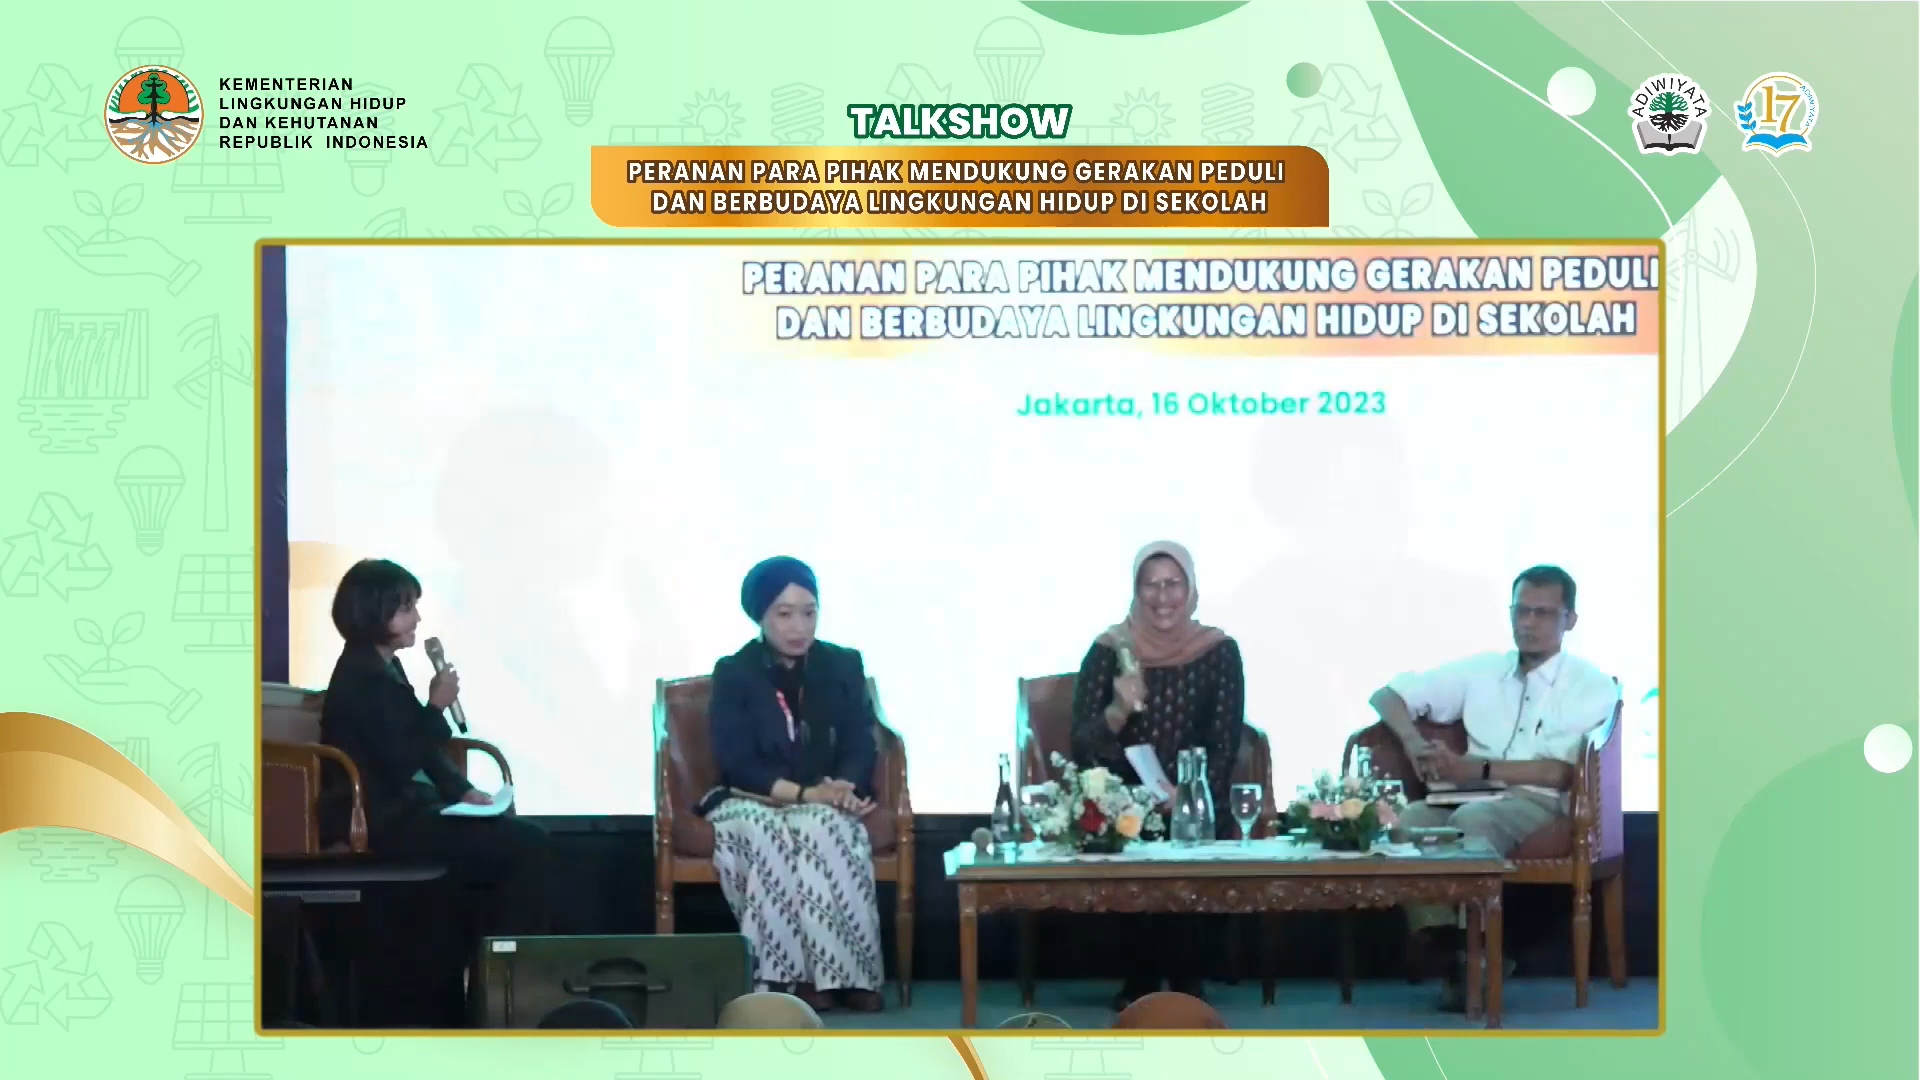 KEMENTERIAN
LINGKUNGAN HIDUP
DAN KEHUTANAN
REPUBLIK INDONESIA
TALKSHOW
PERANAN PARA PIHAK MENDUKUNG GERAKAN PEDULI
DAN BERBUDAYA LINGKUNGAN HIDUP DI SEKOLAH
ADIWIYATA
17
ADIWIYATA
PERANAN PARA PIHAK MENDUKUNG GERAKAN PEDULI
DAN BERBUDAYA LINGKUNGAN HIDUP DI SEKOLAH
Jakarta, 16 Oktober 2023